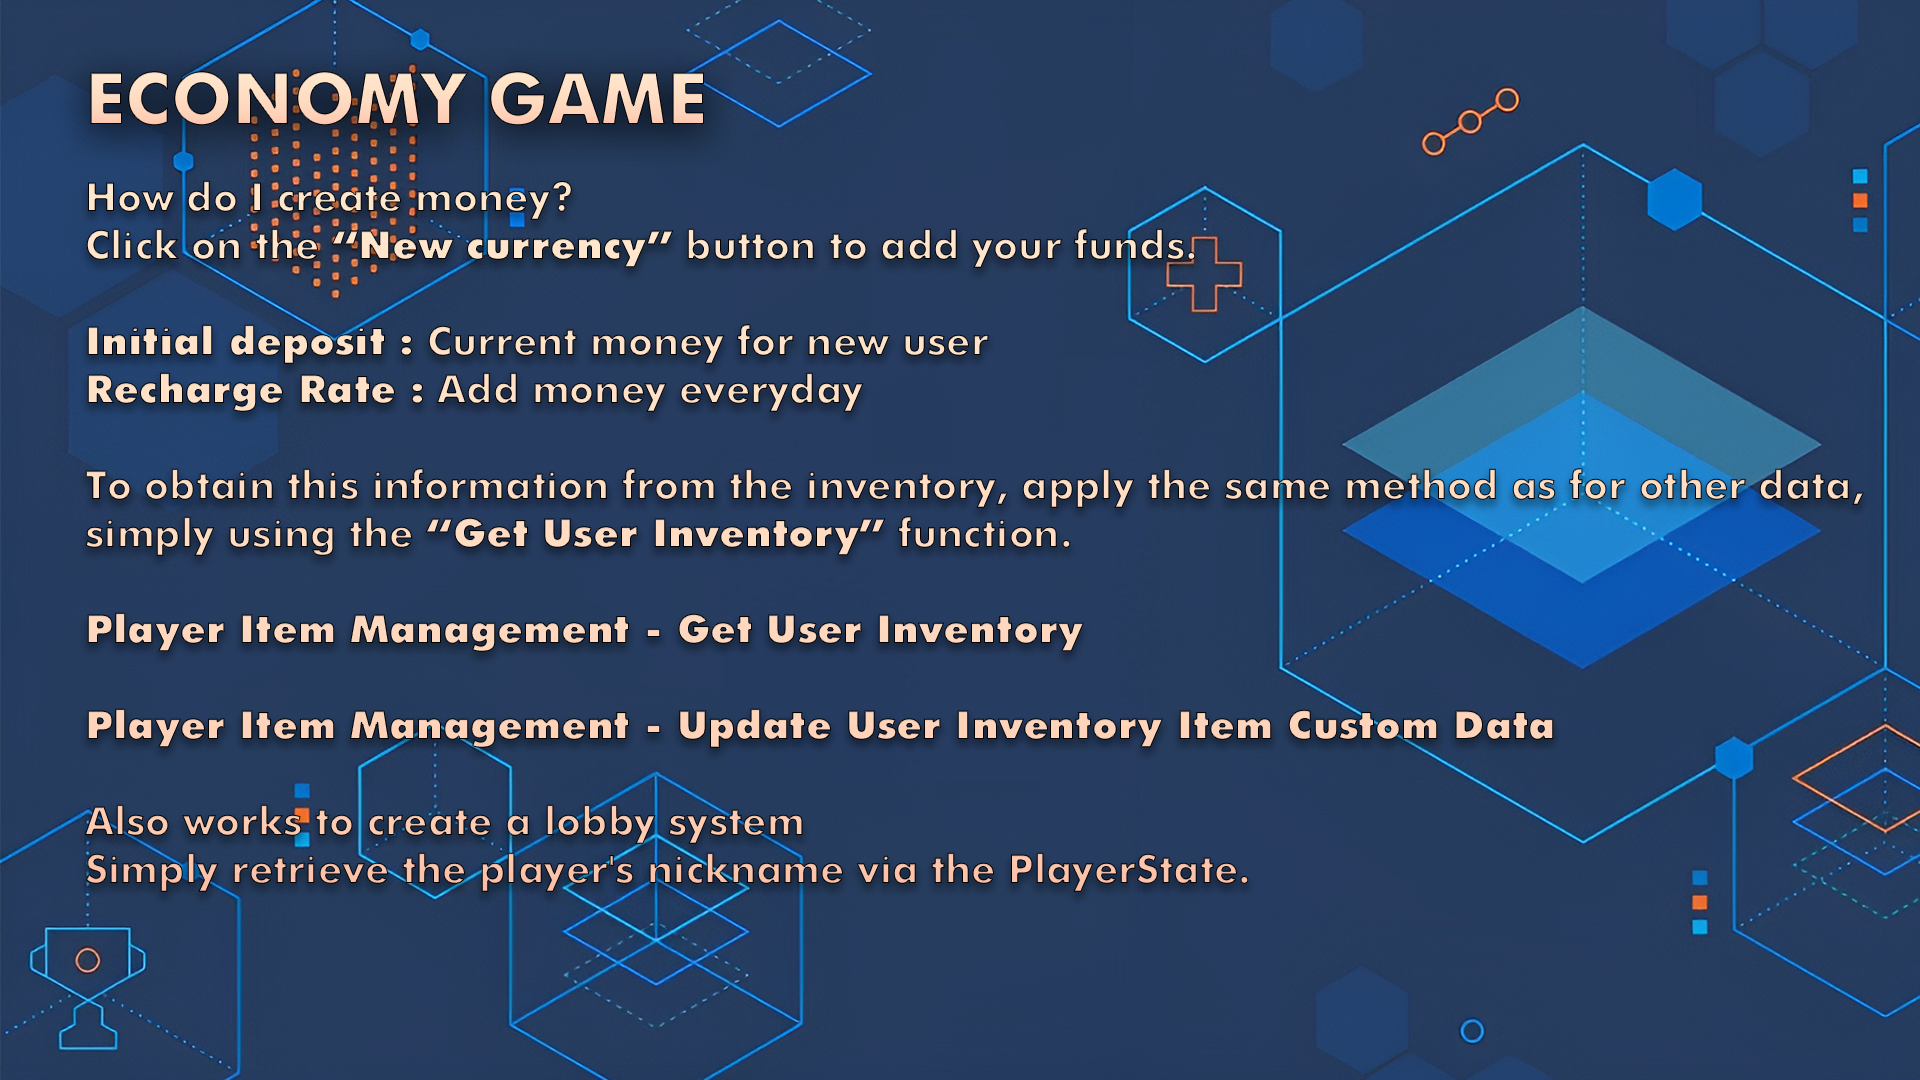 ECONOMY GAME
How do I create money?
Click on the “New currency” button to add your funds.
Initial deposit : Current money for new user
Recharge Rate : Add money everyday
To obtain this information from the inventory, apply the same method as for other data,
simply using the “Get User Inventory” function.
Player Item Management - Get User Inventory
Player Item Management - Update User Inventory Item Custom Data
Also works to create a lobby system
Simply retrieve the player's nickname via the PlayerState.